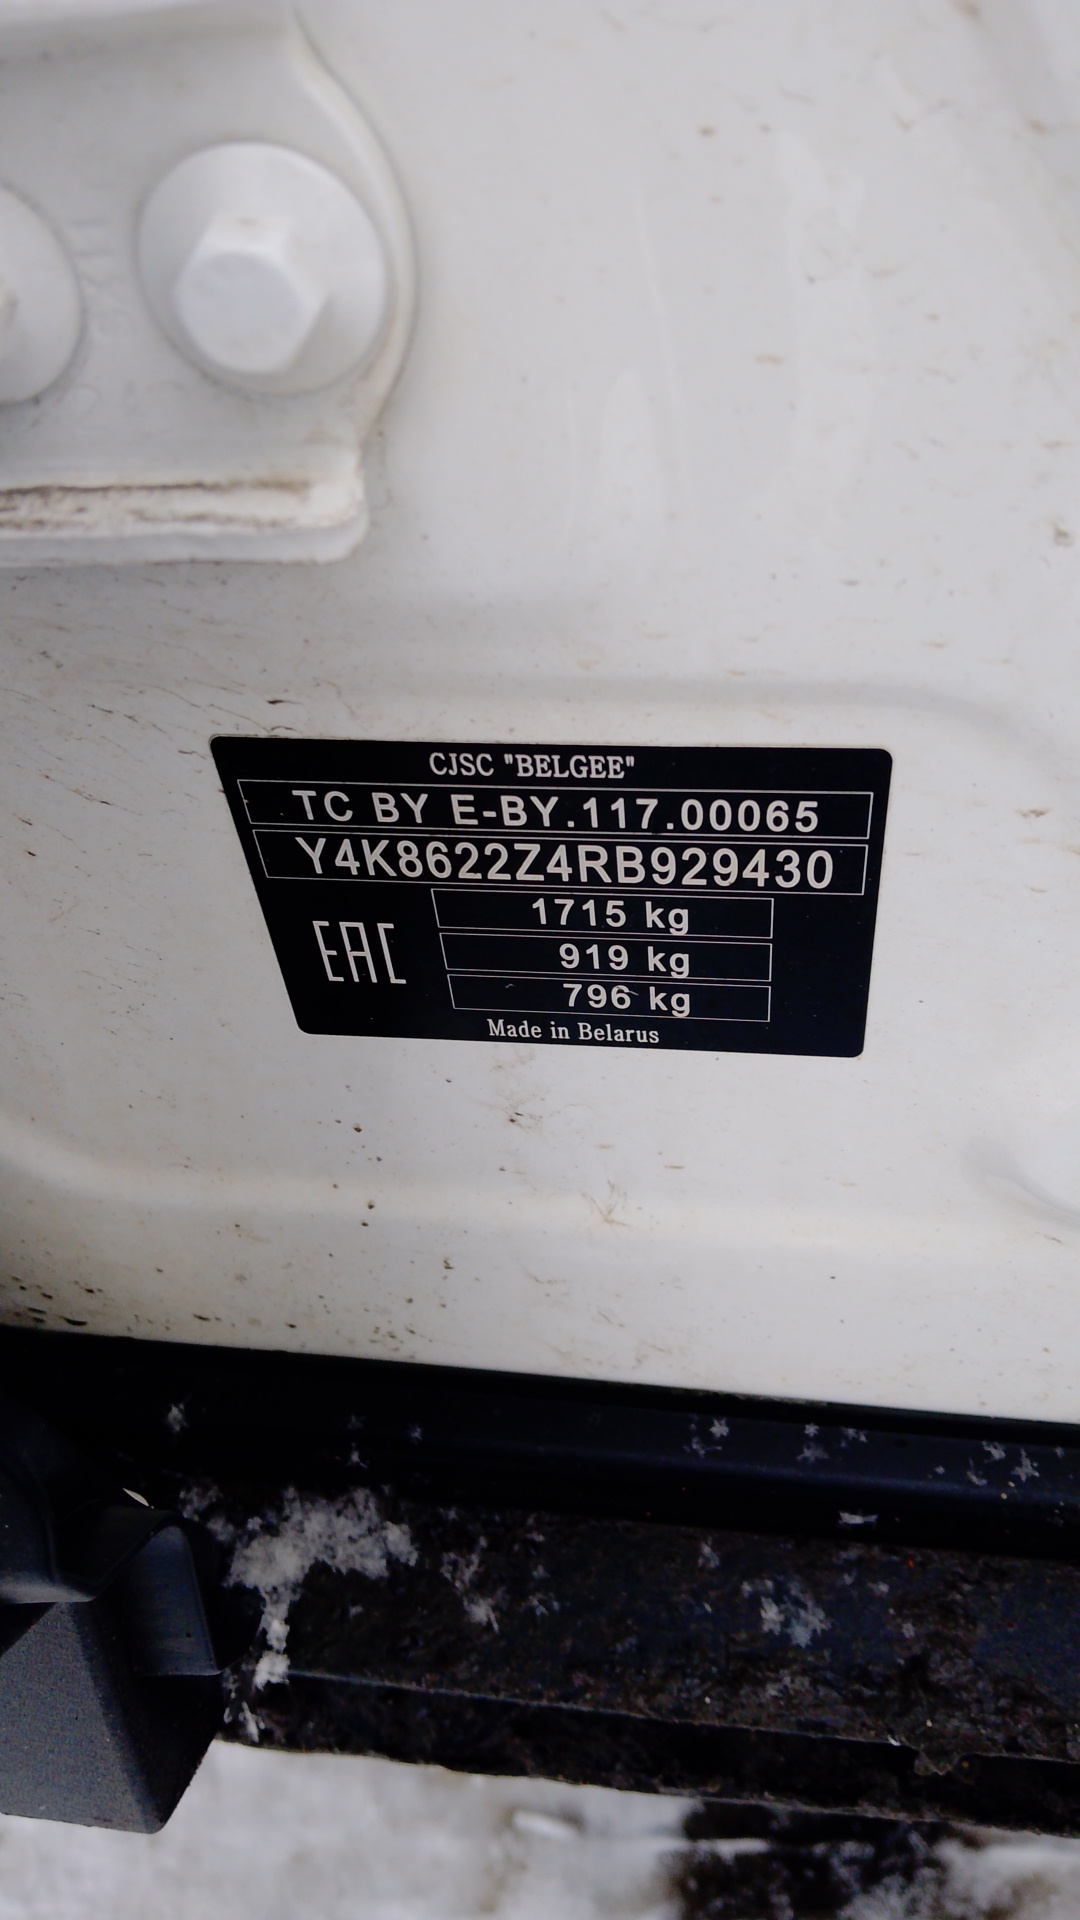 CJSC "BELGEE"
TC BY E-BY.117.00065
Y4K8622Z4RB929430
1715 kg
EAC
919 kg
796 kg
Made in Belarus